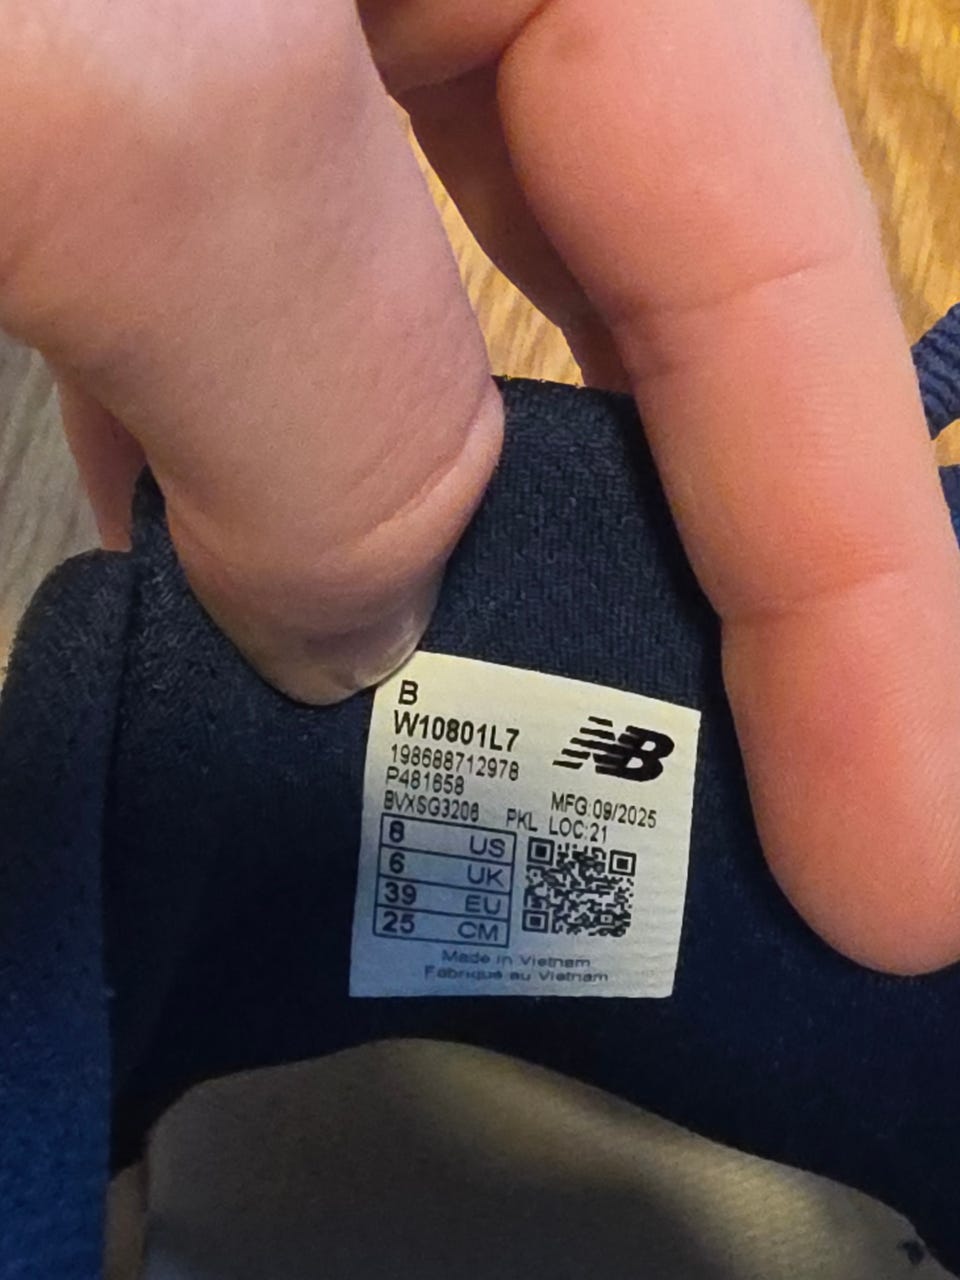 B
W10801L7
198688712978
P481658
BVXSG3206
PKL
NB
MFG:09/2025
LOC:21
8 US
6 UK
39 EU
25 CM
Made in Vietnam
Fabriqué au Vietnam